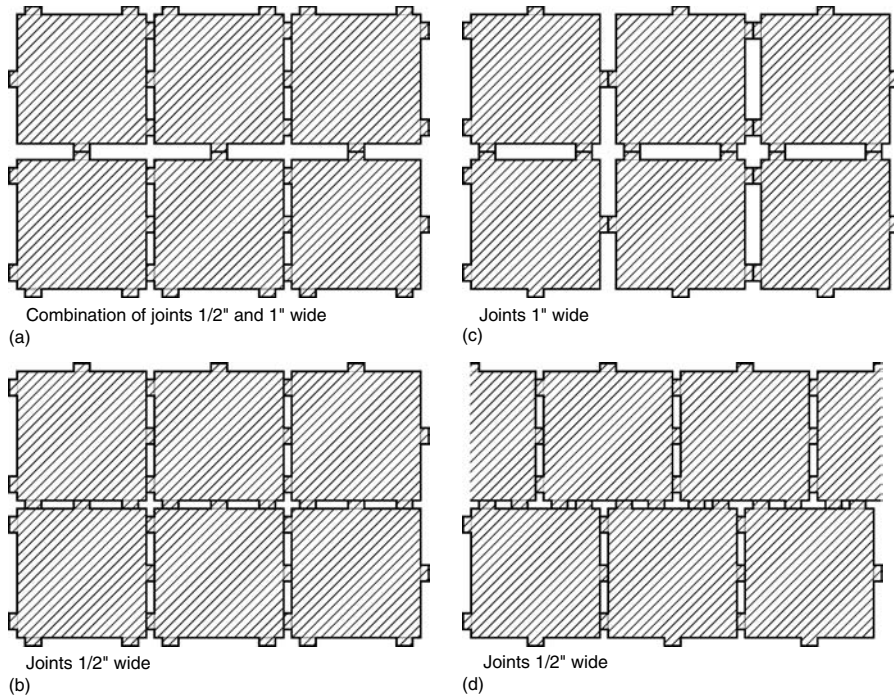 Combination of joints 1/2" and 1" wide
(a)
Joints 1" wide
(c)
Joints 1/2" wide
(b)
Joints 1/2" wide
(d)